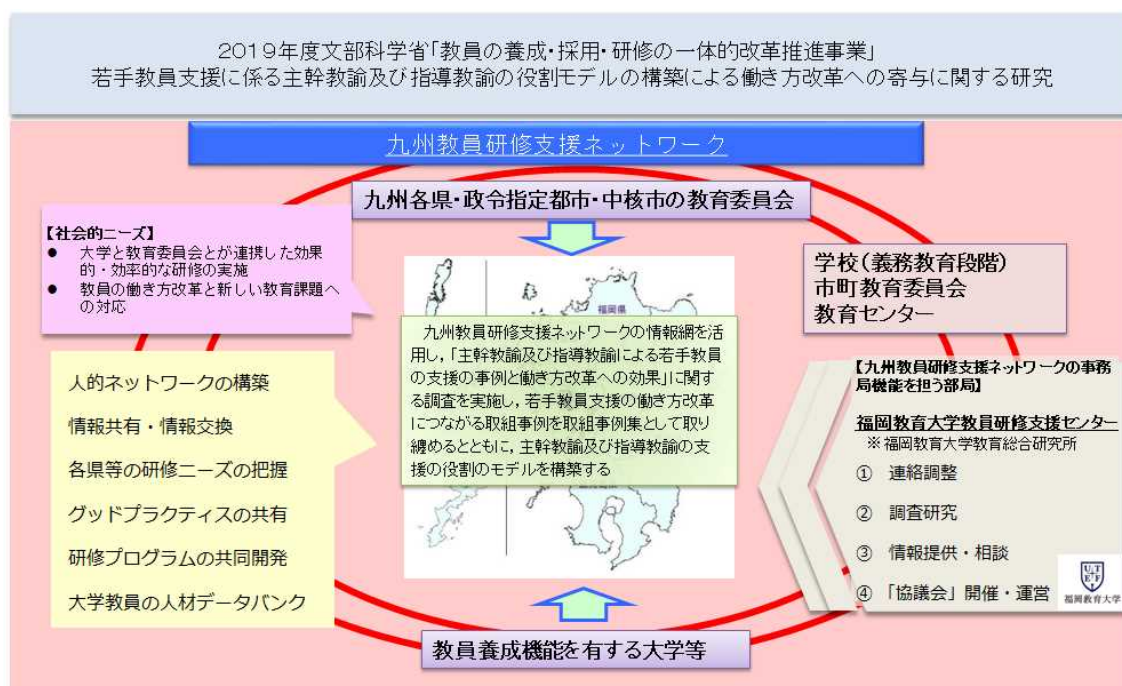 2019年度文部科学省「教員の養成・採用・研修の一体的改革推進事業」
若手教員支援に係る主幹教諭及び指導教諭の役割モデルの構築による働き方改革への寄与に関する研究
九州教員研修支援ネットワーク
九州各県・政令指定都市・中核市の教育委員会
【社会的ニーズ】
● 大学と教育委員会とが連携した効果
的・効率的な研修の実施
● 教員の働き方改革と新しい教育課題へ
の対応
学校(義務教育段階)
市町教育委員会
教育センター
福岡県
九州教員研修支援ネットワークの情報網を活
用し,「主幹教諭及び指導教諭による若手教員
の支援の事例と働き方改革への効果」に関す
る調査を実施し,若手教員支援の働き方改革
につながる取組事例を取組事例集として取り
纏めるとともに,主幹教諭及び指導教諭の支
援の役割のモデルを構築する
人的ネットワークの構築
情報共有・情報交換
各県等の研修ニーズの把握
グッドプラクティスの共有
研修プログラムの共同開発
大学教員の人材データバンク
【九州教員研修支援ネットワークの事務
局機能を担う部局】
福岡教育大学教員研修支援センター
※福岡教育大学教育総合研究所
① 連絡調整
② 調査研究
③ 情報提供・相談
④ 「協議会」開催・運営
UTEF
福岡教育大学
教員養成機能を有する大学等